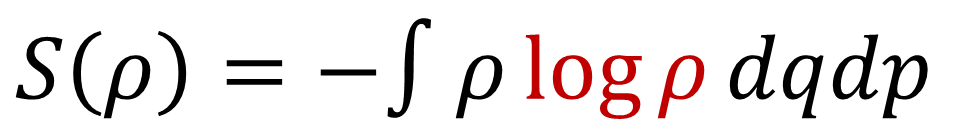 S(ρ) = −∫ ρ log ρ dqdp